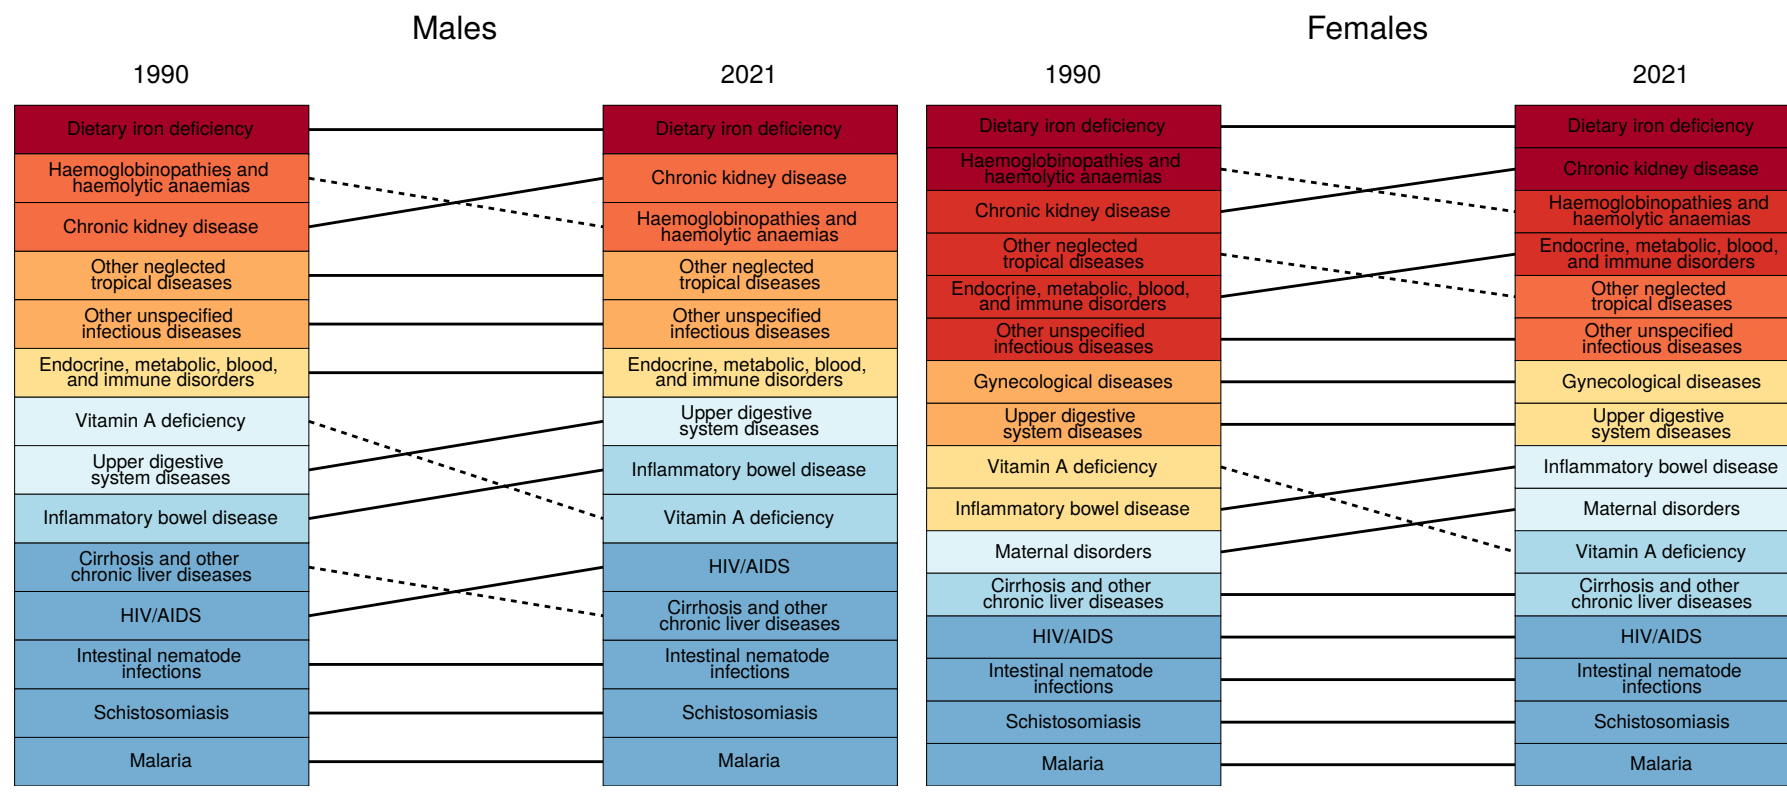 Males
1990
2021
Dietary iron deficiency
Haemoglobinopathies and
haemolytic anaemias
Chronic kidney disease
Other neglected
tropical diseases
Other unspecified
infectious diseases
Endocrine, metabolic, blood,
and immune disorders
Vitamin A deficiency
Upper digestive
system diseases
Inflammatory bowel disease
Cirrhosis and other
chronic liver diseases
HIV/AIDS
Intestinal nematode
infections
Schistosomiasis
Malaria
Dietary iron deficiency
Chronic kidney disease
Haemoglobinopathies and
haemolytic anaemias
Other neglected
tropical diseases
Other unspecified
infectious diseases
Endocrine, metabolic, blood,
and immune disorders
Upper digestive
system diseases
Inflammatory bowel disease
Vitamin A deficiency
HIV/AIDS
Cirrhosis and other
chronic liver diseases
Intestinal nematode
infections
Schistosomiasis
Malaria
Females
1990
2021
Dietary iron deficiency
Haemoglobinopathies and
haemolytic anaemias
Chronic kidney disease
Other neglected
tropical diseases
Endocrine, metabolic, blood,
and immune disorders
Other unspecified
infectious diseases
Gynecological diseases
Upper digestive
system diseases
Vitamin A deficiency
Inflammatory bowel disease
Maternal disorders
Cirrhosis and other
chronic liver diseases
HIV/AIDS
Intestinal nematode
infections
Schistosomiasis
Malaria
Dietary iron deficiency
Chronic kidney disease
Haemoglobinopathies and
haemolytic anaemias
Endocrine, metabolic, blood,
and immune disorders
Other neglected
tropical diseases
Other unspecified
infectious diseases
Gynecological diseases
Upper digestive
system diseases
Inflammatory bowel disease
Maternal disorders
Vitamin A deficiency
Cirrhosis and other
chronic liver diseases
HIV/AIDS
Intestinal nematode
infections
Schistosomiasis
Malaria